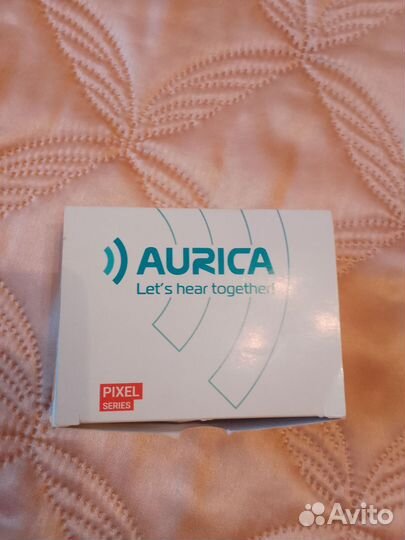 AURICA
Let's hear together!
PIXEL
SERIES
Avito